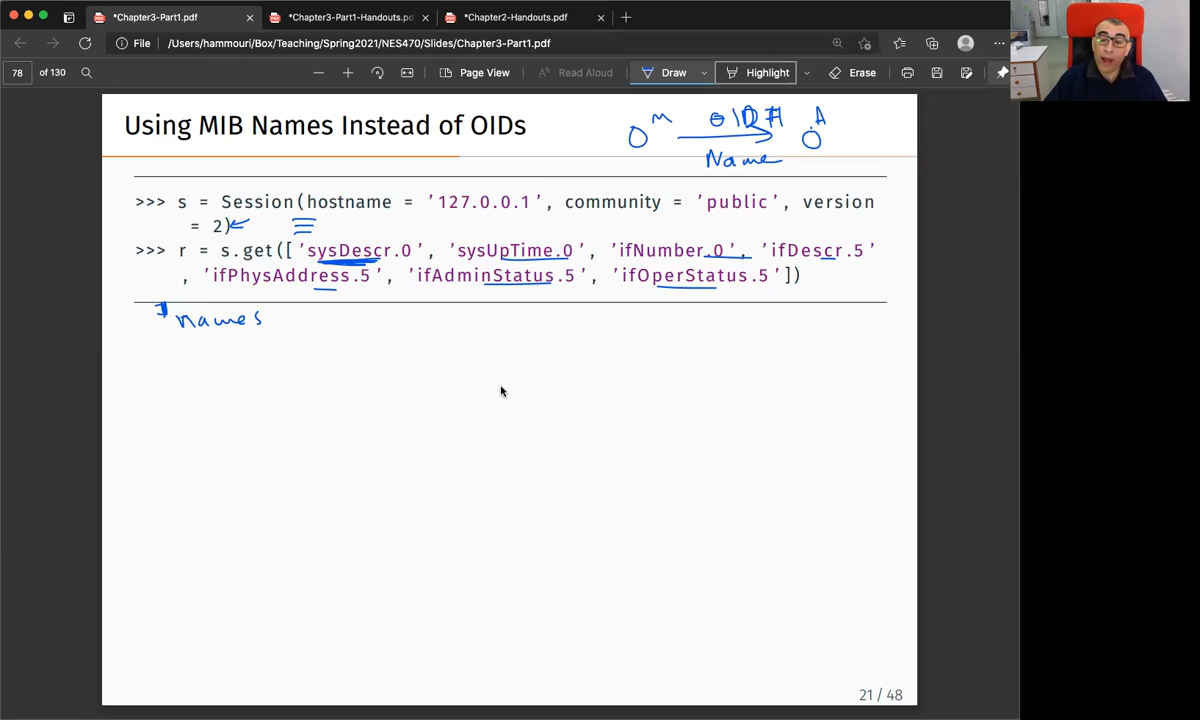 *Chapter3-Part1.pdf
*Chapter3-Part1-Handouts.pd
*Chapter2-Handouts.pdf
File
/Users/hammouri/Box/Teaching/Spring2021/NES470/Slides/Chapter3-Part1.pdf
78 of 130
Page View
Read Aloud
Draw
Highlight
Erase
Using MIB Names Instead of OIDs
M OID A
Name
>>> s = Session(hostname = '127.0.0.1', community = 'public', version
= 2)
>>> r = s.get(['sysDescr.0', 'sysUpTime.0', 'ifNumber.0', 'ifDescr.5'
, 'ifPhysAddress.5', 'ifAdminStatus.5', 'ifOperStatus.5'])
names
21 / 48